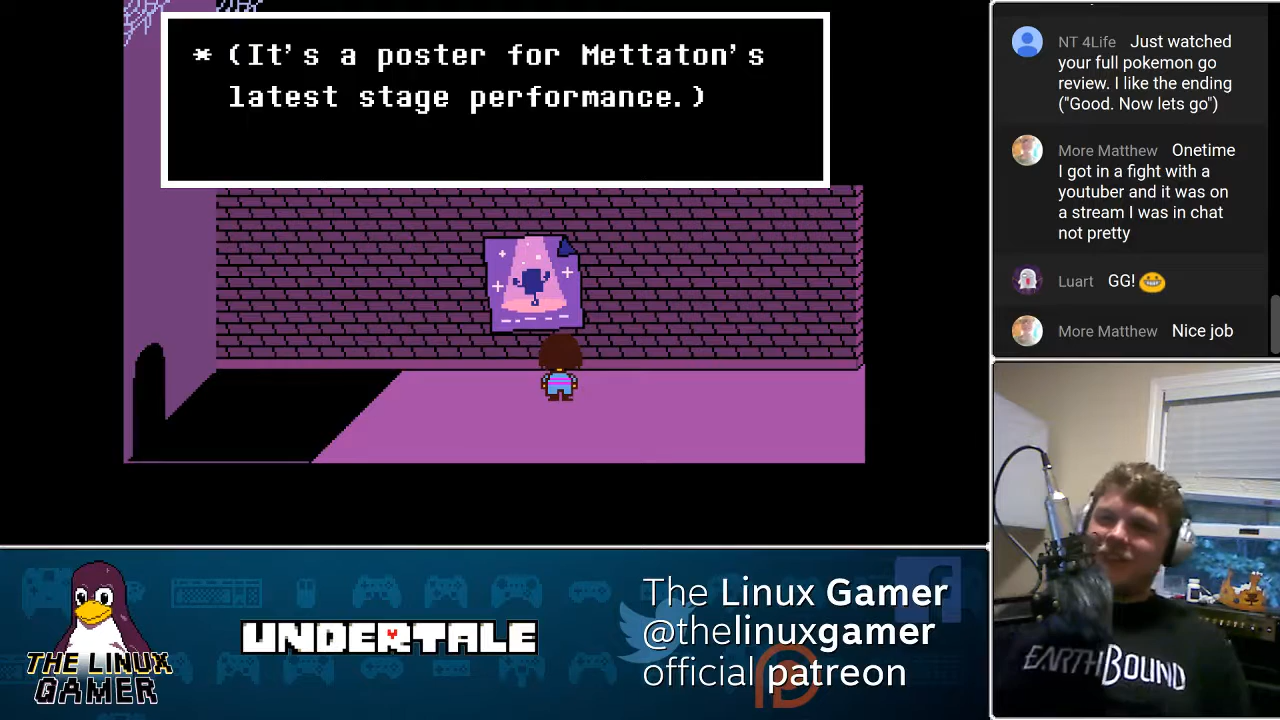 * (It's a poster for Mettaton's
latest stage performance.)
NT 4Life Just watched
your full pokemon go
review. I like the ending
("Good. Now lets go")
More Matthew Onetime
I got in a fight with a
youtuber and it was on
a stream I was in chat
not pretty
Luart GG!
More Matthew Nice job
THE LINUX
GAMER
UNDERTALE
The Linux Gamer
@thelinuxgamer
official patreon
EARTHBOUND